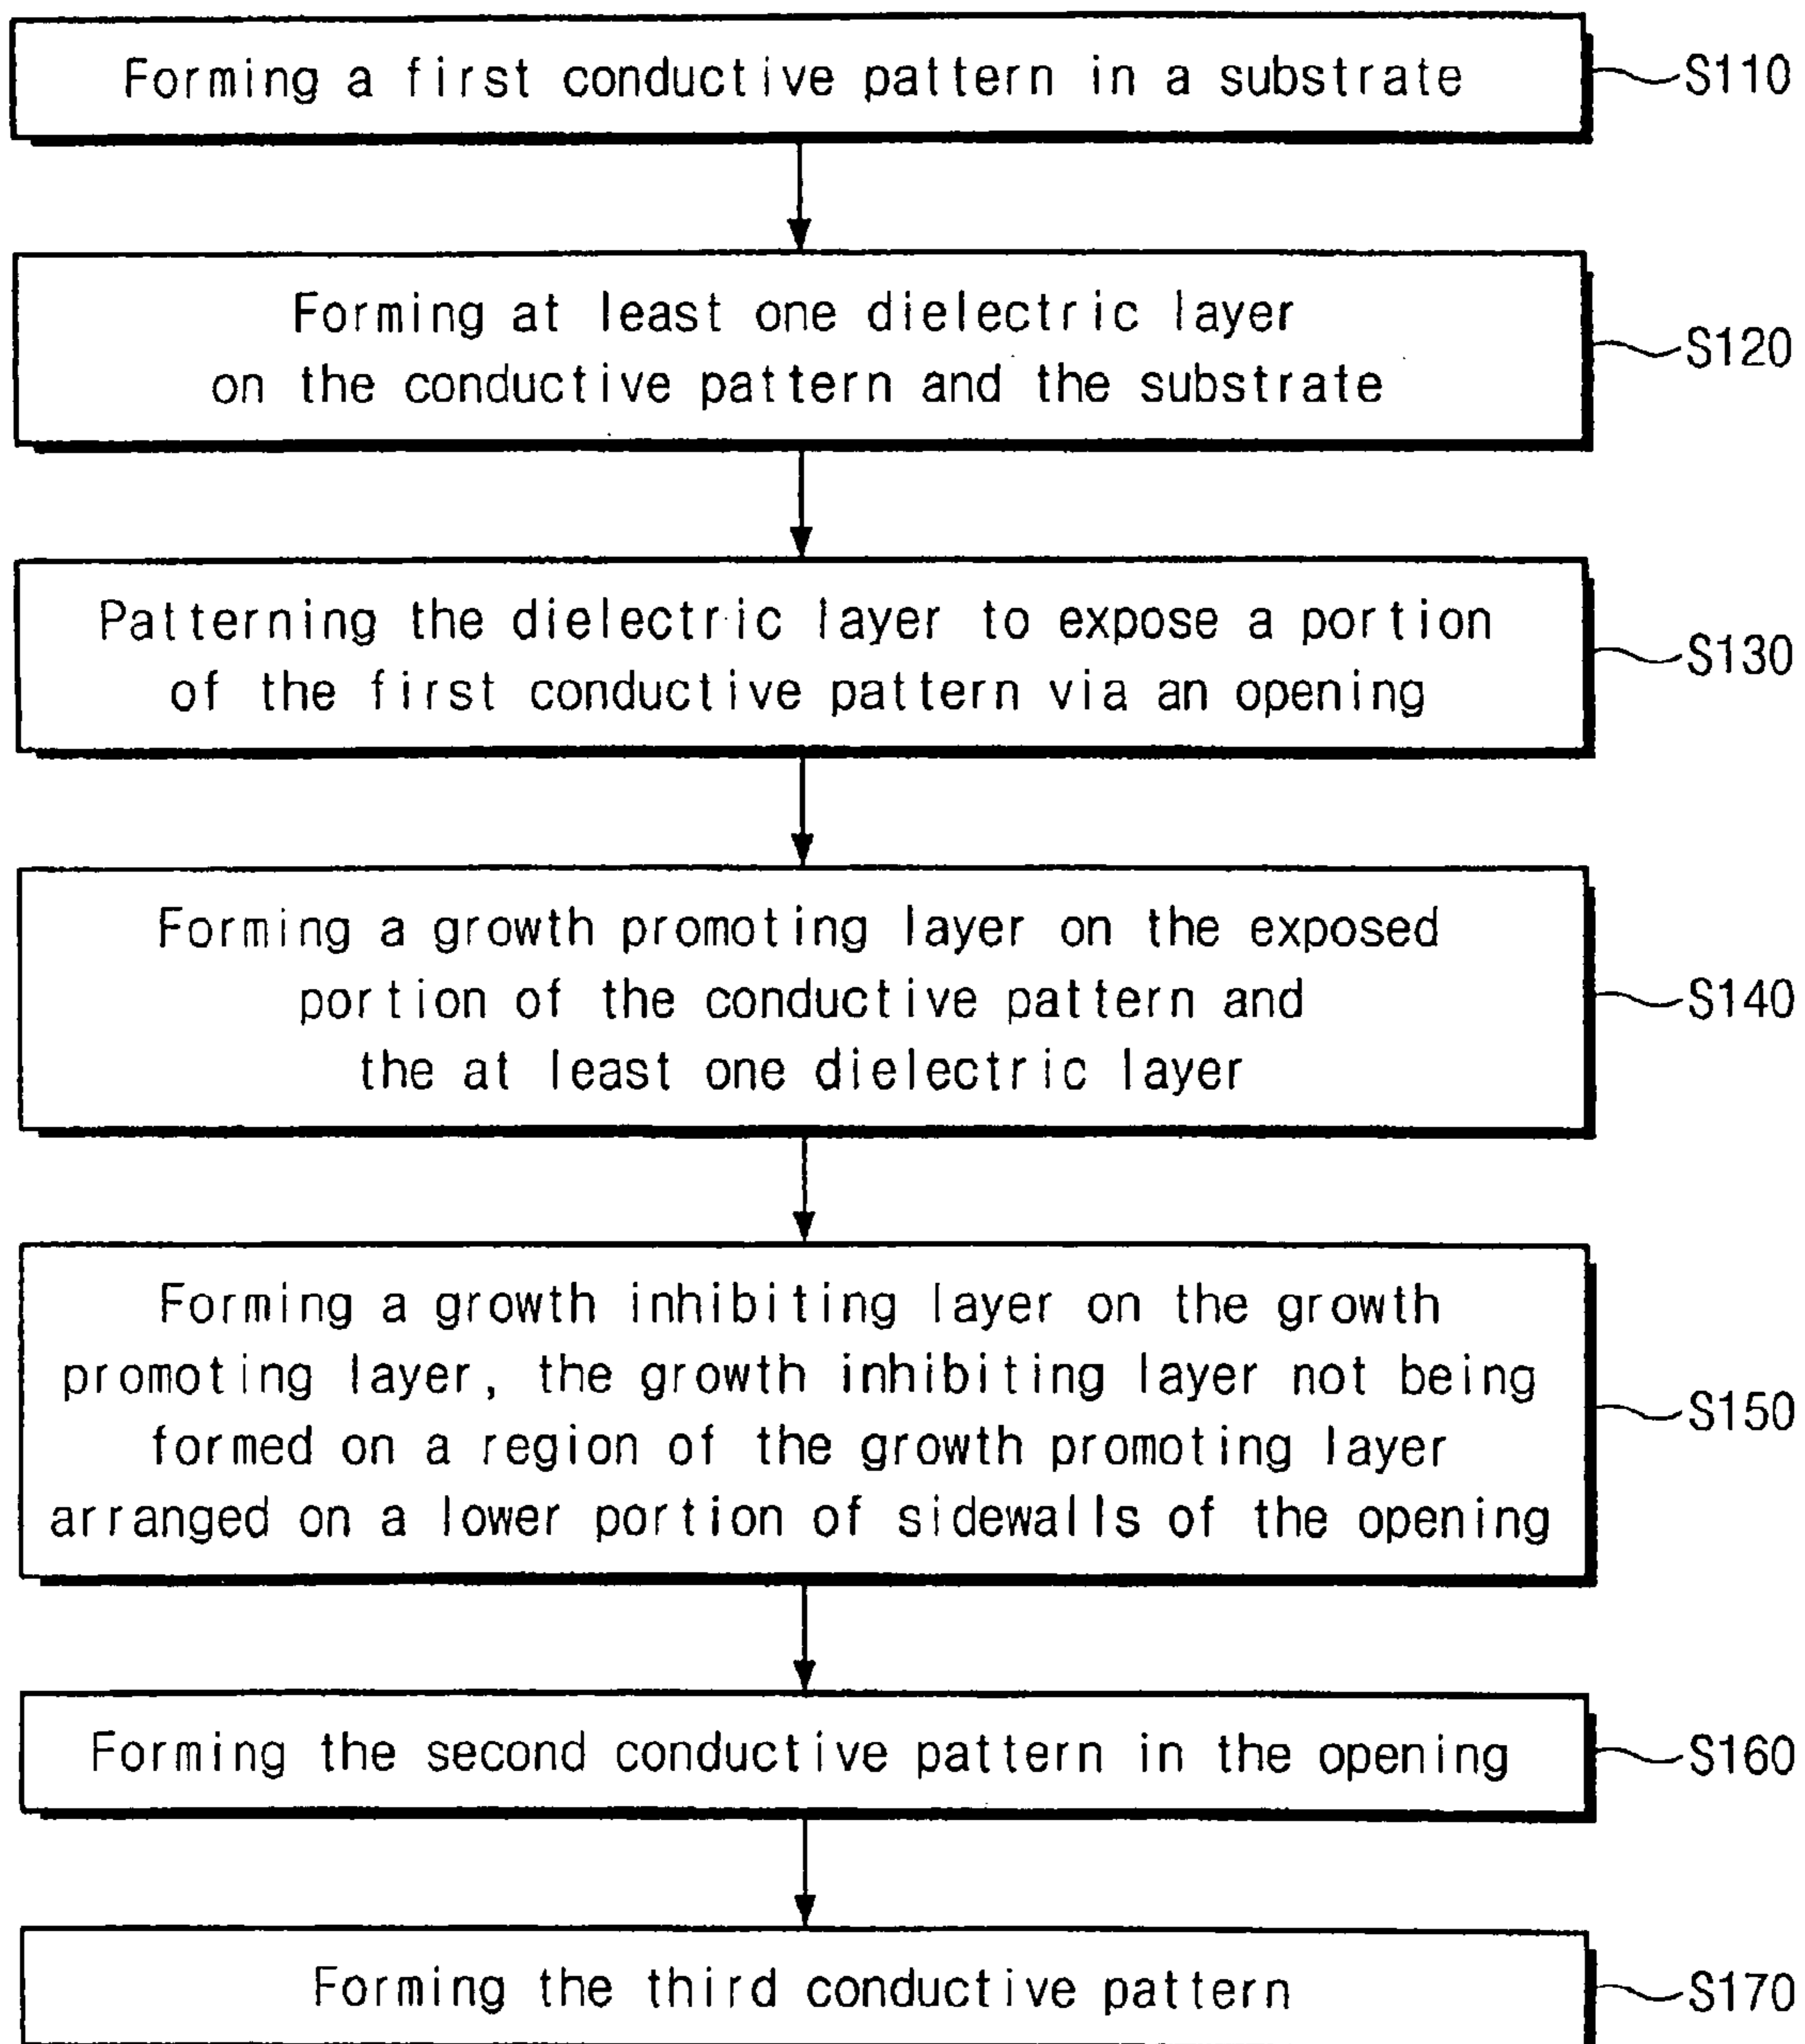 Forming a first conductive pattern in a substrate
S110
Forming at least one dielectric layer
on the conductive pattern and the substrate
S120
Patterning the dielectric layer to expose a portion
of the first conductive pattern via an opening
S130
Forming a growth promoting layer on the exposed
portion of the conductive pattern and
the at least one dielectric layer
S140
Forming a growth inhibiting layer on the growth
promoting layer, the growth inhibiting layer not being
formed on a region of the growth promoting layer
arranged on a lower portion of sidewalls of the opening
S150
Forming the second conductive pattern in the opening
S160
Forming the third conductive pattern
S170